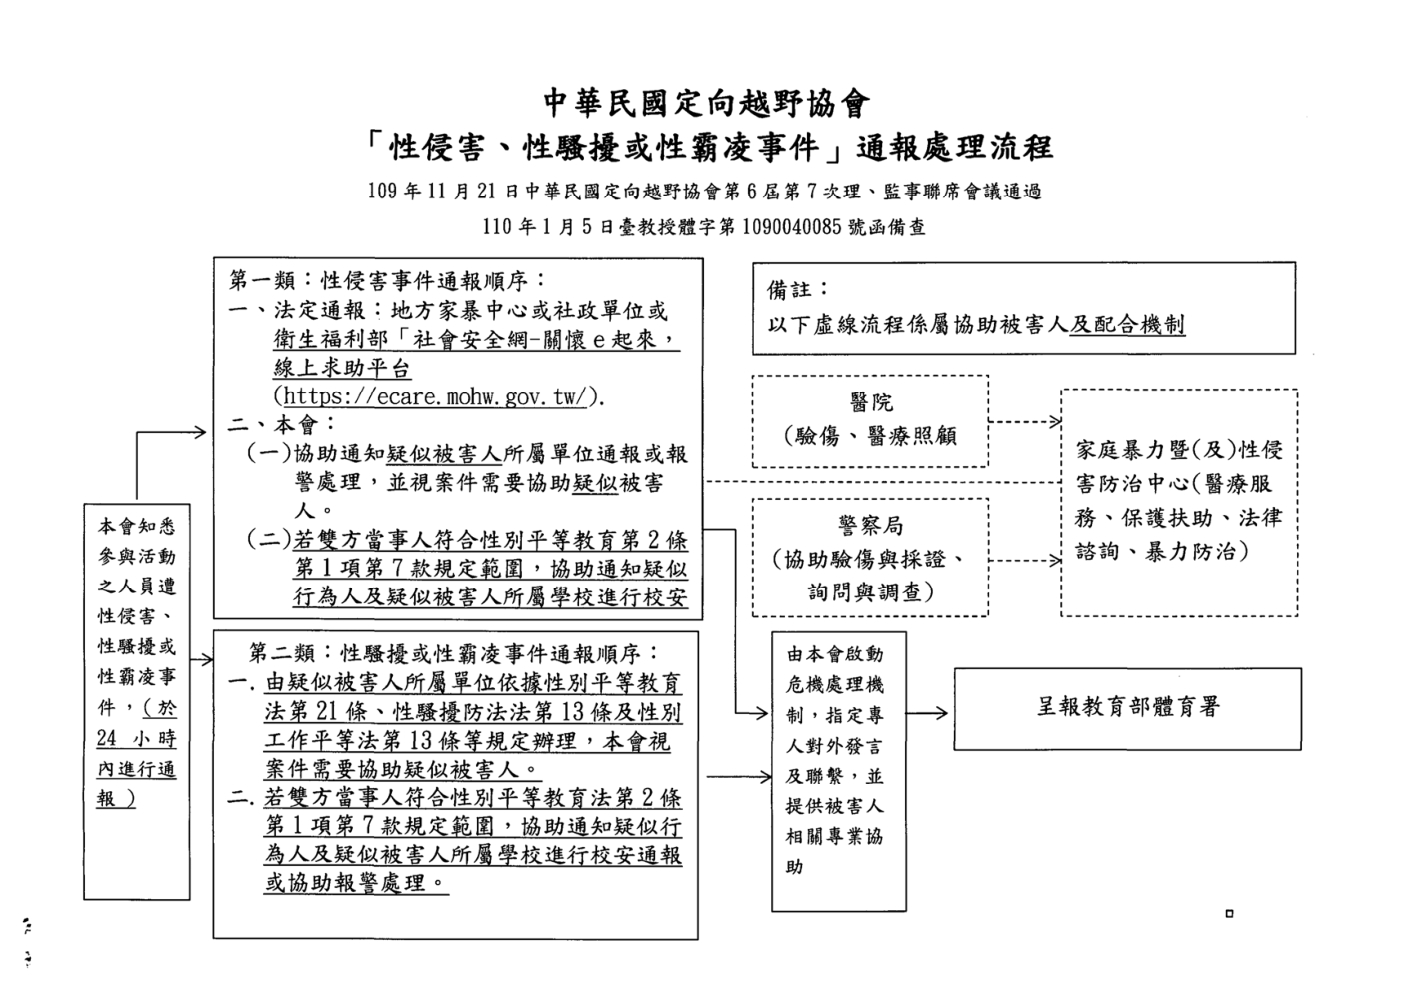 中華民國定向越野協會
「性侵害、性騷擾或性霸凌事件」通報處理流程
109年11月21日中華民國定向越野協會第6屆第7次理、監事聯席會議通過
110年1月5日臺教授體字第1090040085號函備查
本會知悉
參與活動
之人員遭
性侵害、
性騷擾或
性霸凌事
件，(於
24小時
內進行通
報)
第一類：性侵害事件通報順序：
一、法定通報：地方家暴中心或社政單位或
衛生福利部「社會安全網-關懷e起來，
線上求助平台
(https://ecare.mohw.gov.tw/).
二、本會：
(一)協助通知疑似被害人所屬單位通報或報
警處理，並視案件需要協助疑似被害
人。
(二)若雙方當事人符合性別平等教育第2條
第1項第7款規定範圍，協助通知疑似
行為人及疑似被害人所屬學校進行校安
第二類：性騷擾或性霸凌事件通報順序：
一.由疑似被害人所屬單位依據性別平等教育
法第21條、性騷擾防法法第13條及性別
工作平等法第13條等規定辦理，本會視
案件需要協助疑似被害人。
二.若雙方當事人符合性別平等教育法第2條
第1項第7款規定範圍，協助通知疑似行
為人及疑似被害人所屬學校進行校安通報
或協助報警處理。
備註：
以下虛線流程係屬協助被害人及配合機制
醫院
(驗傷、醫療照顧
警察局
(協助驗傷與採證、
詢問與調查)
家庭暴力暨(及)性侵
害防治中心(醫療服
務、保護扶助、法律
諮詢、暴力防治)
由本會啟動
危機處理機
制，指定專
人對外發言
及聯繫，並
提供被害人
相關專業協
助
呈報教育部體育署